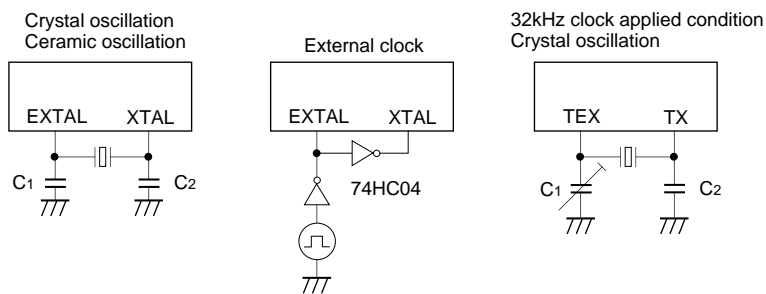 Crystal oscillation
Ceramic oscillation
EXTAL XTAL
C1 C2
External clock
EXTAL XTAL
74HC04
32kHz clock applied condition
Crystal oscillation
TEX TX
C1 C2